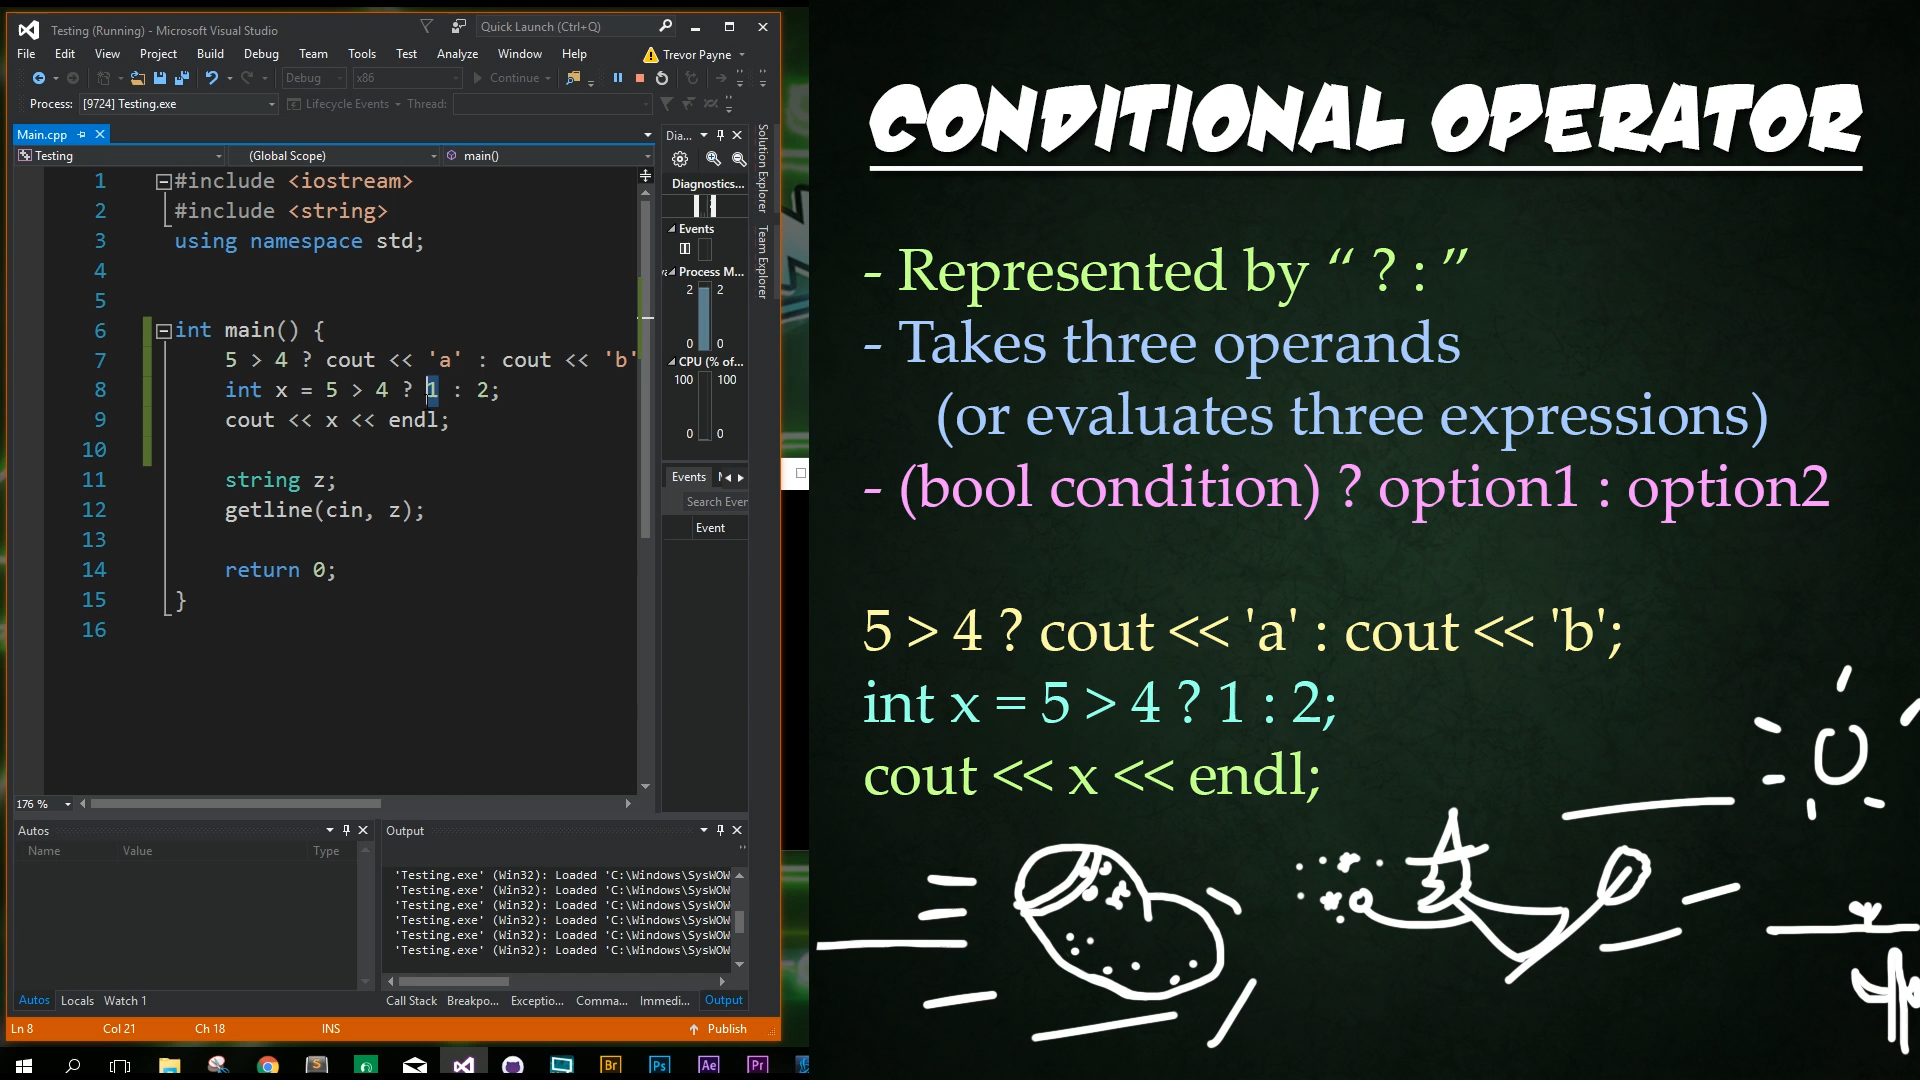 Testing (Running) - Microsoft Visual Studio
Quick Launch (Ctrl+Q)
File Edit View Project Build Debug Team Tools Test Analyze Window Help
Trevor Payne
Debug x86 Continue
Process: [9724] Testing.exe Lifecycle Events Thread:
Main.cpp
Testing (Global Scope) main()
1 #include <iostream>
2 #include <string>
3 using namespace std;
4
5
6 int main() {
7 5 > 4 ? cout << 'a' : cout << 'b'
8 int x = 5 > 4 ? 1 : 2;
9 cout << x << endl;
10
11 string z;
12 getline(cin, z);
13
14 return 0;
15 }
16
176 %
Dia...
Diagnostics...
Events
Process M...
2 2
0 0
CPU (% of...
100 100
0 0
Events
Search Ever
Event
Solution Explorer
Team Explorer
Autos
Name Value Type
Autos Locals Watch 1
Output
'Testing.exe' (Win32): Loaded 'C:\Windows\SysWOW
'Testing.exe' (Win32): Loaded 'C:\Windows\SysWOW
'Testing.exe' (Win32): Loaded 'C:\Windows\SysWOW
'Testing.exe' (Win32): Loaded 'C:\Windows\SysWOW
'Testing.exe' (Win32): Loaded 'C:\Windows\SysWOW
'Testing.exe' (Win32): Loaded 'C:\Windows\SysWOW
Call Stack Breakpo... Exceptio... Comma... Immedi... Output
Ln 8 Col 21 Ch 18 INS Publish
Br Ps Ae Pr
CONDITIONAL OPERATOR
- Represented by “ ? : ”
- Takes three operands
(or evaluates three expressions)
- (bool condition) ? option1 : option2
5 > 4 ? cout << 'a' : cout << 'b';
int x = 5 > 4 ? 1 : 2;
cout << x << endl;